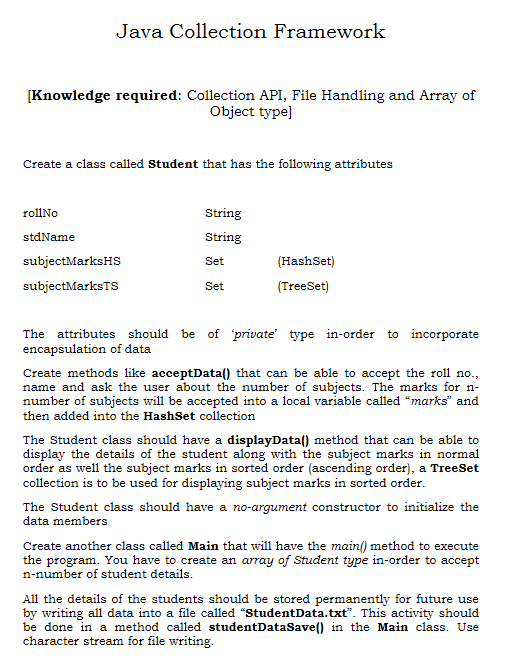 Java Collection Framework
[Knowledge required: Collection API, File Handling and Array of
Object type]
Create a class called Student that has the following attributes
rollNo String
stdName String
subjectMarksHS Set (HashSet)
subjectMarksTS Set (TreeSet)
The attributes should be of ‘private’ type in-order to incorporate
encapsulation of data
Create methods like acceptData() that can be able to accept the roll no.,
name and ask the user about the number of subjects. The marks for n-
number of subjects will be accepted into a local variable called “marks” and
then added into the HashSet collection
The Student class should have a displayData() method that can be able to
display the details of the student along with the subject marks in normal
order as well the subject marks in sorted order (ascending order), a TreeSet
collection is to be used for displaying subject marks in sorted order.
The Student class should have a no-argument constructor to initialize the
data members
Create another class called Main that will have the main() method to execute
the program. You have to create an array of Student type in-order to accept
n-number of student details.
All the details of the students should be stored permanently for future use
by writing all data into a file called “StudentData.txt”. This activity should
be done in a method called studentDataSave() in the Main class. Use
character stream for file writing.